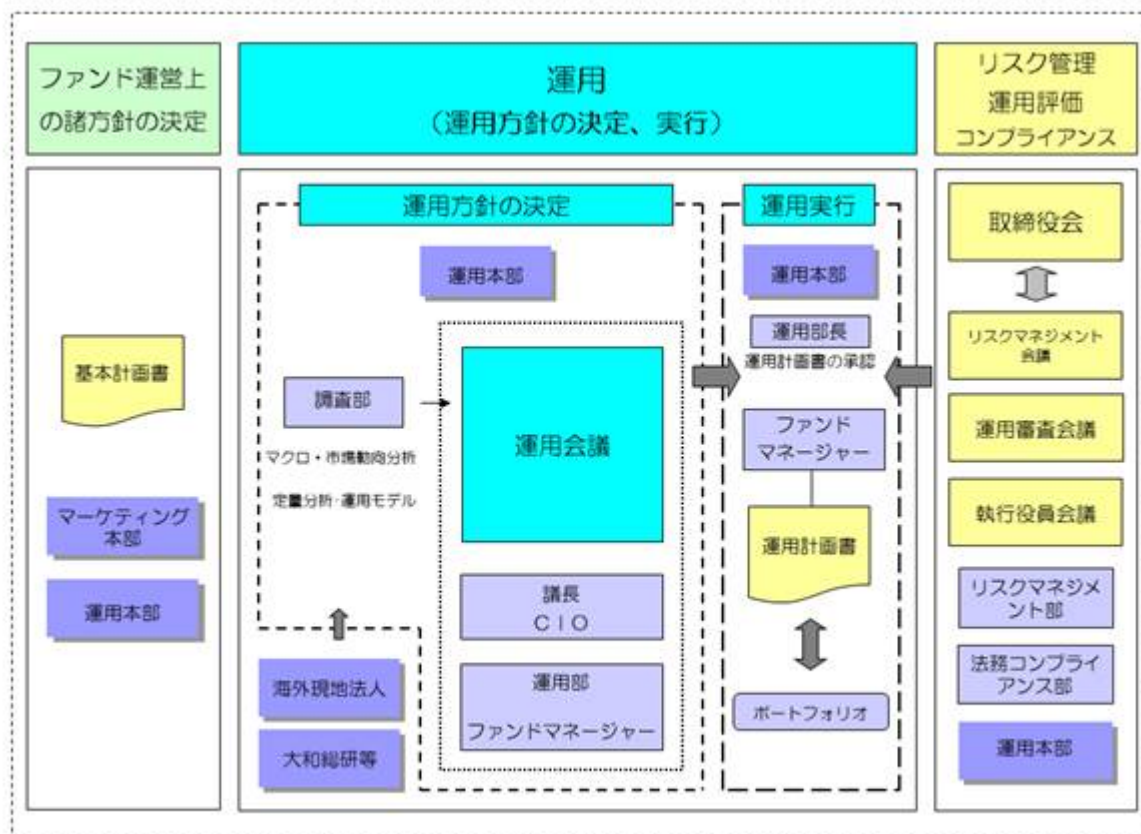 ファンド運営上
の諸方針の決定
運用
（運用方針の決定、実行）
リスク管理
運用評価
コンプライアンス
基本計画書
マーケティング
本部
運用本部
運用方針の決定
運用本部
調査部
マクロ・市場動向分析
定量分析・運用モデル
運用会議
議長
ＣＩＯ
運用部
ファンドマネージャー
海外現地法人
大和総研等
運用実行
運用本部
運用部長
運用計画書の承認
ファンド
マネージャー
運用計画書
ポートフォリオ
取締役会
リスクマネジメント
会議
運用審査会議
執行役員会議
リスクマネジメ
ント部
法務コンプライ
アンス部
運用本部